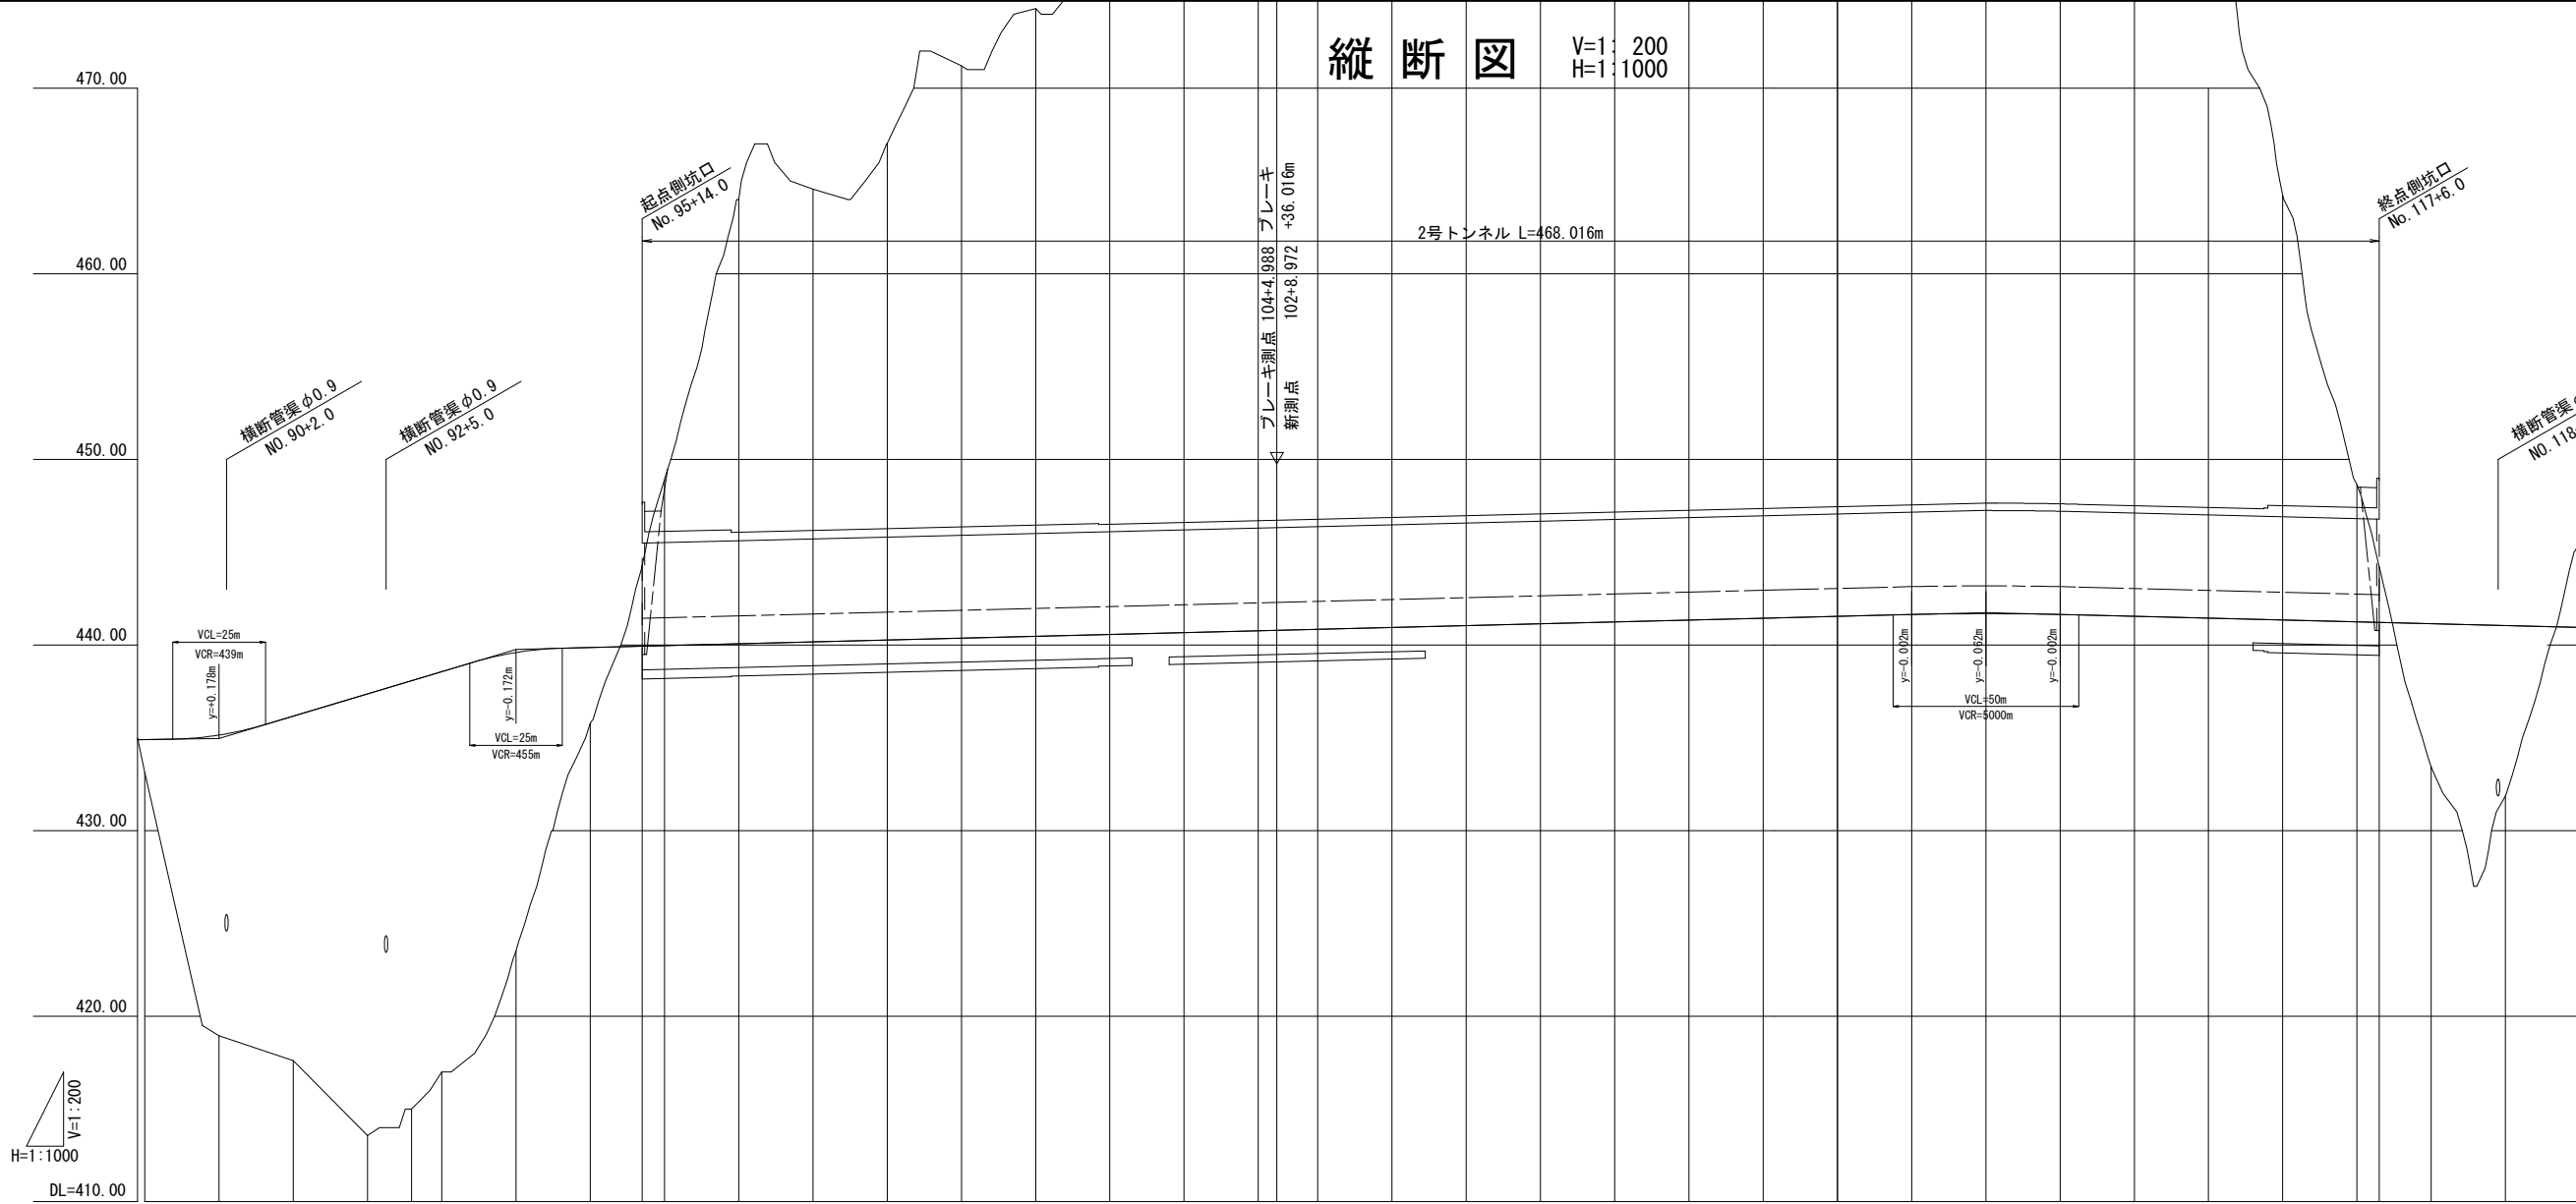 縦断図
V=1: 200
H=1:1000
470.00
460.00
450.00
440.00
430.00
420.00
DL=410.00
起点側坑口
No.95+14.0
ブレーキ測点 104+4.988 ブレーキ
新測点 102+8.972 +36.016m
2号トンネル L=468.016m
終点側坑口
No.117+6.0
横断管渠φ0.9
NO.90+2.0
横断管渠φ0.9
NO.92+5.0
横断管渠
NO.118
VCL=25m
VCR=439m
y=+0.178m
y=-0.172m
VCL=25m
VCR=455m
y=-0.002m
y=-0.062m
y=-0.002m
VCL=50m
VCR=5000m
V=1:200
H=1:1000